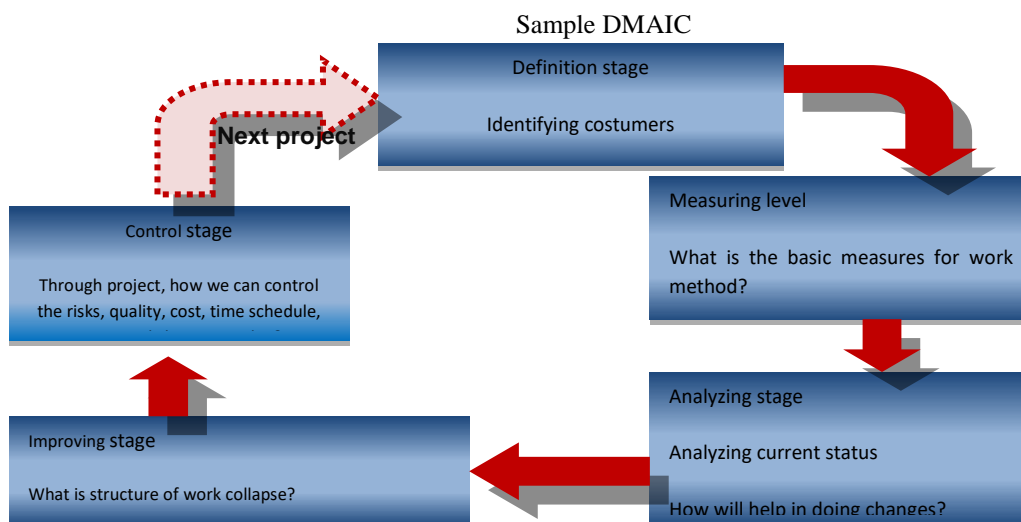 Sample DMAIC
Definition stage
Identifying costumers
Next project
Measuring level
What is the basic measures for work
method?
Control stage
Through project, how we can control
the risks, quality, cost, time schedule,
Analyzing stage
Analyzing current status
How will help in doing changes?
Improving stage
What is structure of work collapse?